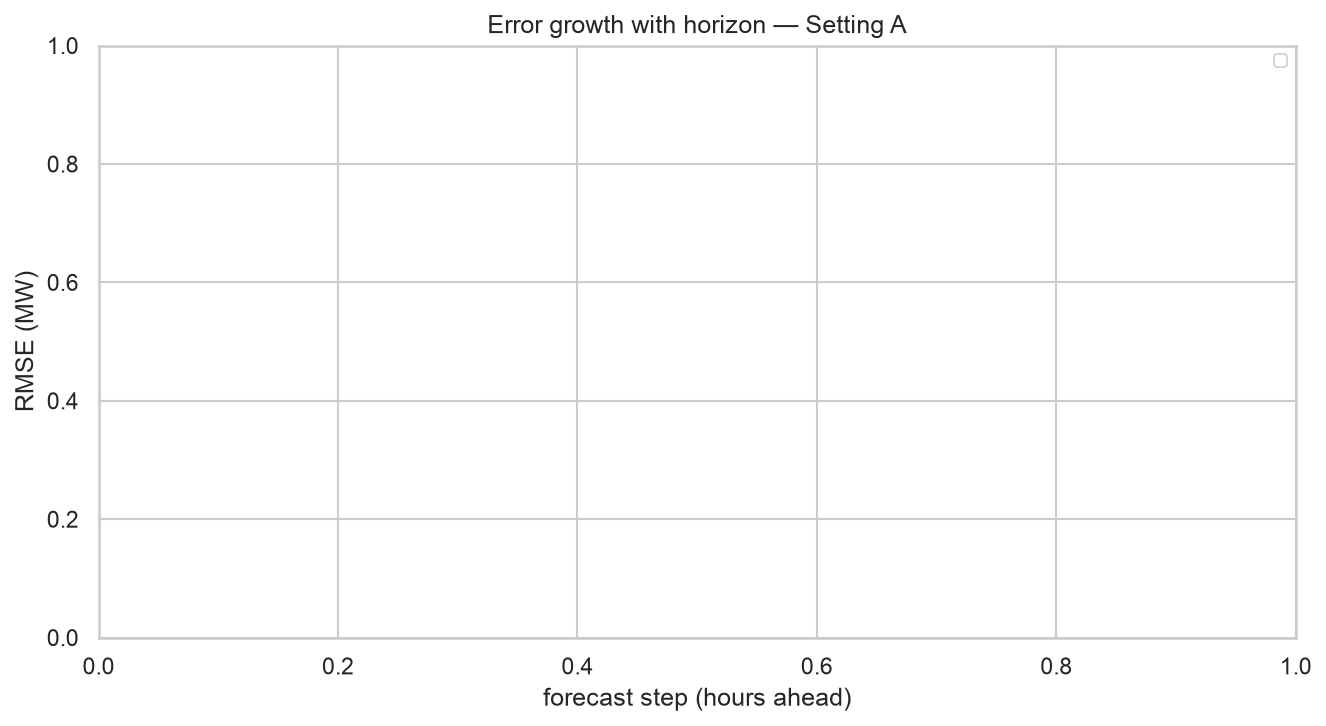 Error growth with horizon — Setting A
1.0
0.8
0.6
0.4
0.2
0.0
RMSE (MW)
0.0 0.2 0.4 0.6 0.8 1.0
forecast step (hours ahead)